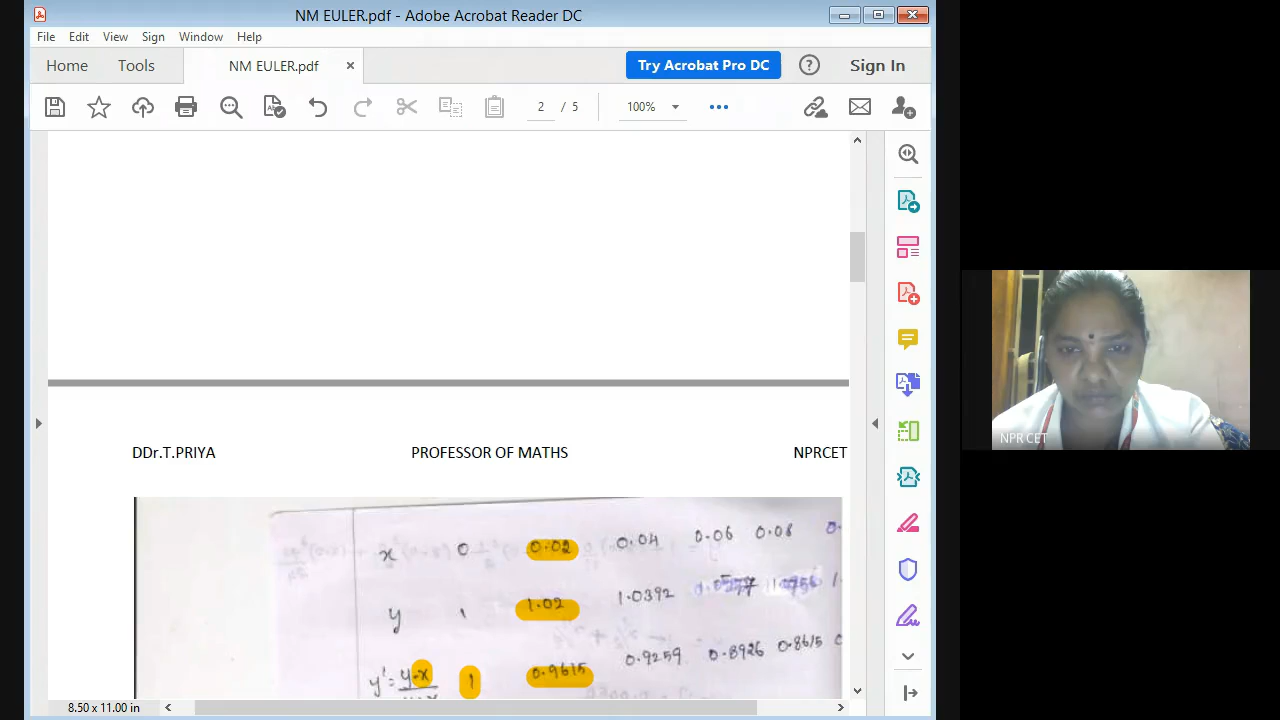 NM EULER.pdf - Adobe Acrobat Reader DC
File Edit View Sign Window Help
Home Tools NM EULER.pdf × Try Acrobat Pro DC ? Sign In
2 / 5 100%
DDr.T.PRIYA PROFESSOR OF MATHS NPRCET
x 0 0.02 0.04 0.06 0.08 0.
y 1 1.02 1.0392 1.
y' = y-x 1 0.9615 0.9259 0.8926 0.8615 0
8.50 x 11.00 in
NPR CET